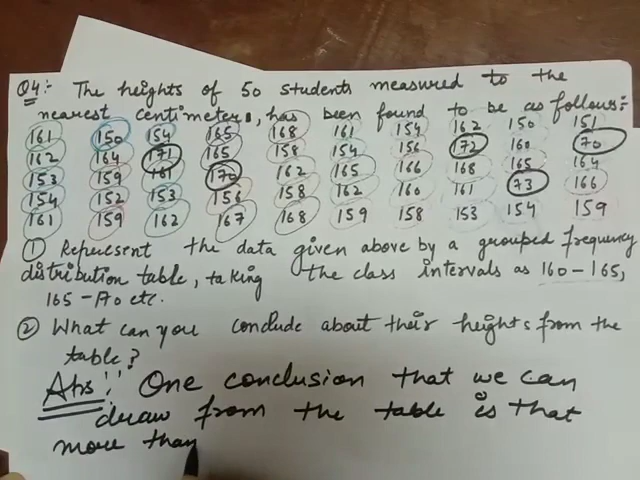 Q4:- The heights of 50 students measured to the
nearest centimeters, has been found to be as follows:-
161 150 154 165 168 161 154 162 150 151
162 164 171 165 158 154 156 172 160 170
153 159 161 170 162 165 166 168 165 164
154 152 153 156 158 162 160 161 173 166
161 159 162 167 168 159 158 153 154 159
① Represent the data given above by a grouped frequency
distribution table, taking the class intervals as 160-165,
165-170 etc.
② What can you conclude about their heights from the
table?
Ans:- One conclusion that we can
draw from the table is that
more than